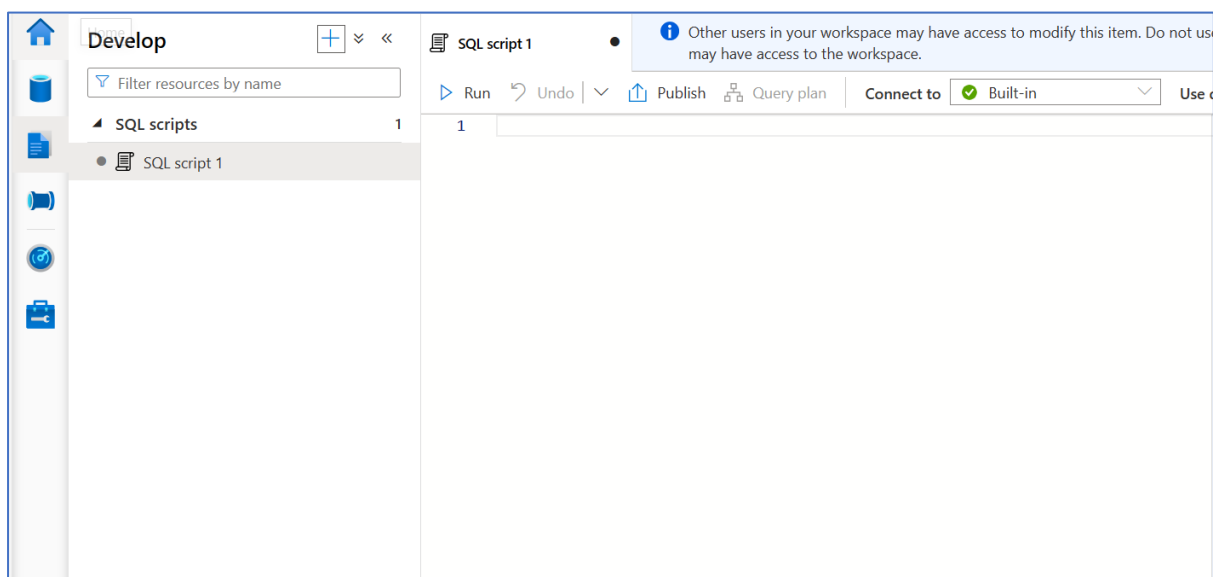 Home
Develop
Filter resources by name
SQL scripts 1
SQL script 1
SQL script 1
Other users in your workspace may have access to modify this item. Do not
may have access to the workspace.
Run Undo Publish Query plan Connect to Built-in Use
1